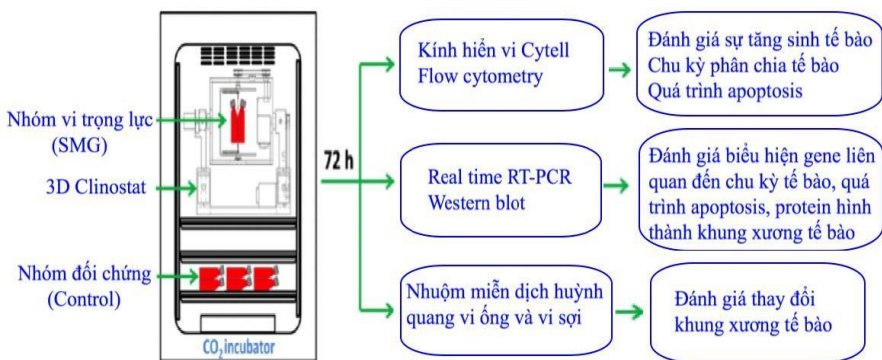 Nhóm vi trọng lực
(SMG)
3D Clinostat
Nhóm đối chứng
(Control)
CO2 incubator
72 h
Kính hiển vi Cytell
Flow cytometry
Đánh giá sự tăng sinh tế bào
Chu kỳ phân chia tế bào
Quá trình apoptosis
Real time RT-PCR
Western blot
Đánh giá biểu hiện gene liên
quan đến chu kỳ tế bào, quá
trình apoptosis, protein hình
thành khung xương tế bào
Nhuộm miễn dịch huỳnh
quang vi ống và vi sợi
Đánh giá thay đổi
khung xương tế bào